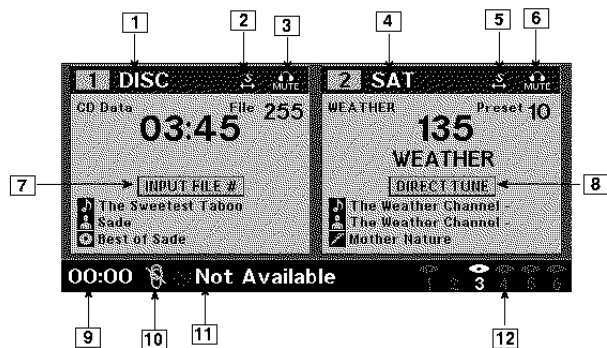 1 2 3 4 5 6
1 DISC S MUTE
2 SAT S MUTE
CD Data File 255
03:45
WEATHER Preset 10
135
WEATHER
7 INPUT FILE #
DIRECT TUNE 8
The Sweetest Taboo
Sade
Best of Sade
The Weather Channel -
The Weather Channel -
Mother Nature
00:00 Not Available 1 2 3 4 5 6
9 10 11 12